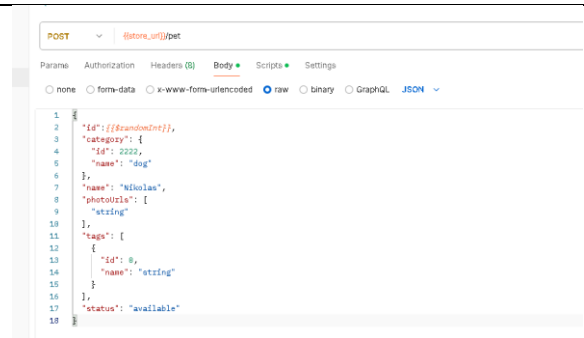 POST {{store_url}}/pet
Params Authorization Headers (8) Body Scripts Settings
none form-data x-www-form-urlencoded raw binary GraphQL JSON
1 {
2 "id":{{$randomInt}},
3 "category": {
4 "id": 2222,
5 "name": "dog"
6 },
7 "name": "Nikolas",
8 "photoUrls": [
9 "string"
10 ],
11 "tags": [
12 {
13 "id": 0,
14 "name": "string"
15 }
16 ],
17 "status": "available"
18 }